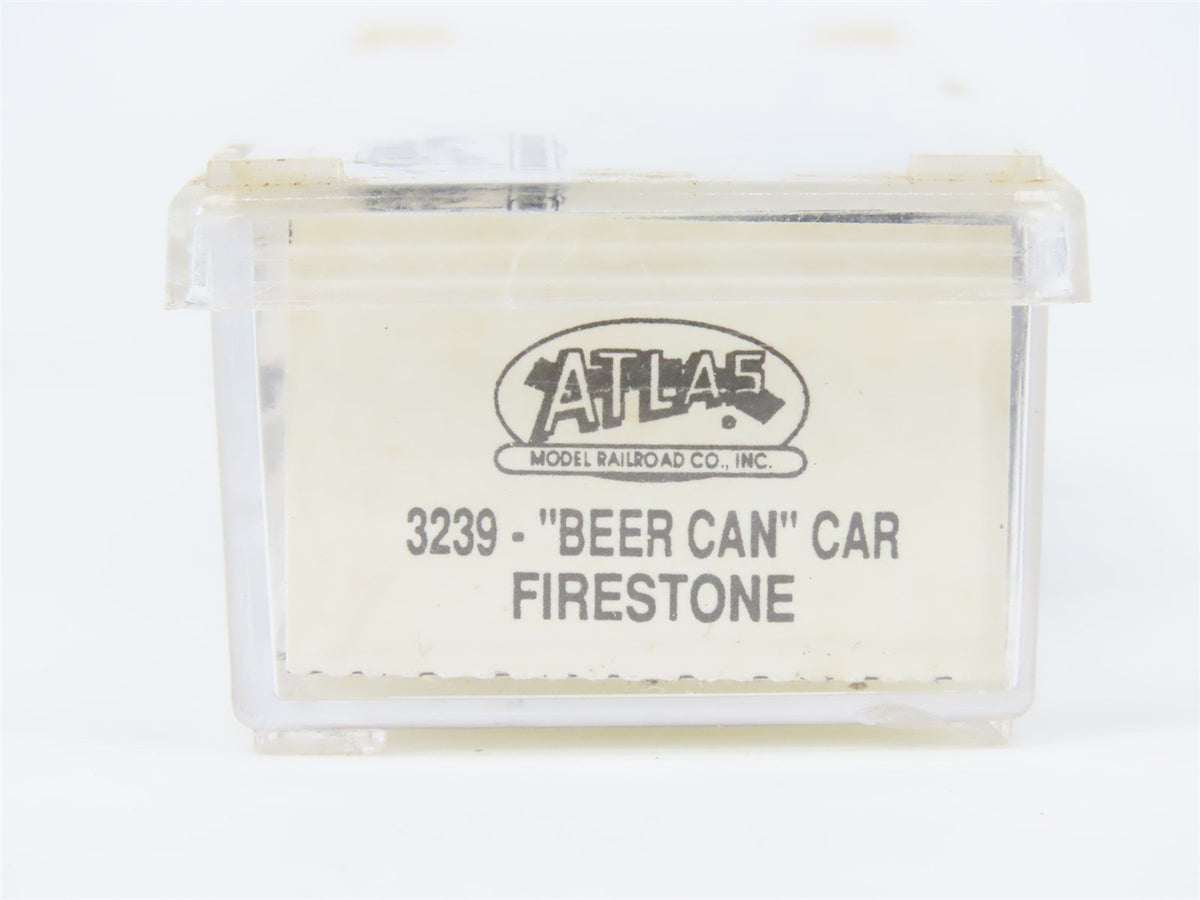 ATLAS
MODEL RAILROAD CO., INC.
3239 - "BEER CAN" CAR
FIRESTONE